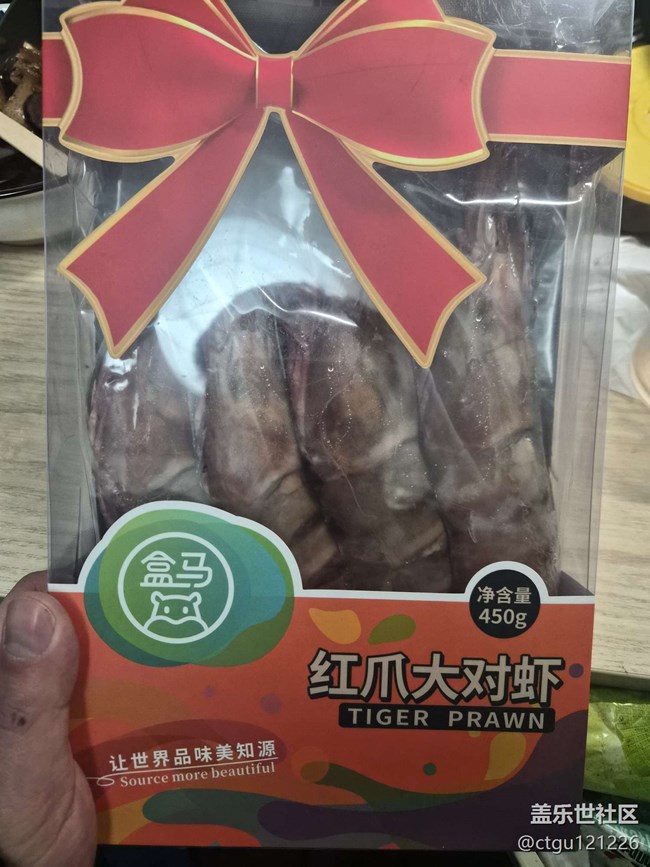 盒马
净含量
450g
红爪大对虾
TIGER PRAWN
让世界品味美知源
Source more beautiful
盖乐世社区
@ctgu121226